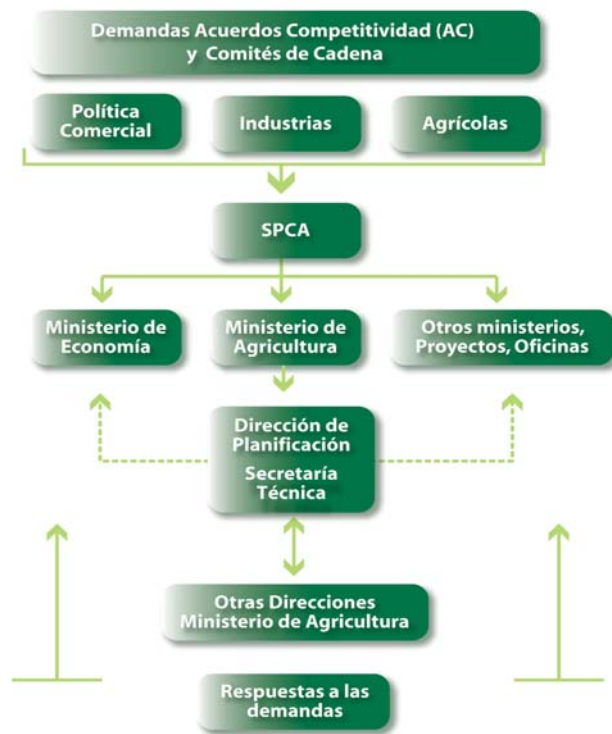 Demandas Acuerdos Competitividad (AC)
y Comités de Cadena
Política
Comercial
Industrias
Agrícolas
SPCA
Ministerio de
Economía
Ministerio de
Agricultura
Otros ministerios,
Proyectos, Oficinas
Dirección de
Planificación
Secretaría
Técnica
Otras Direcciones
Ministerio de Agricultura
Respuestas a las
demandas